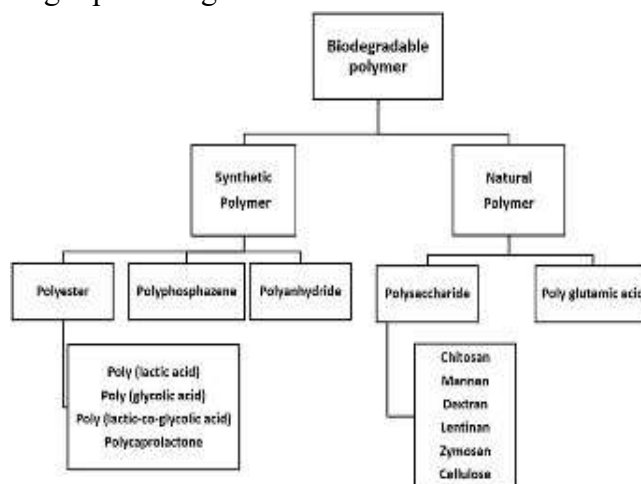 Biodegradable
polymer
Synthetic
Polymer
Natural
Polymer
Polyester
Polyphosphazene
Polyanhydride
Polysaccharide
Poly glutamic acid
Poly (lactic acid)
Poly (glycolic acid)
Poly (lactic-co-glycolic acid)
Polycaprolactone
Chitosan
Mannan
Dextran
Lentinan
Zymosan
Cellulose